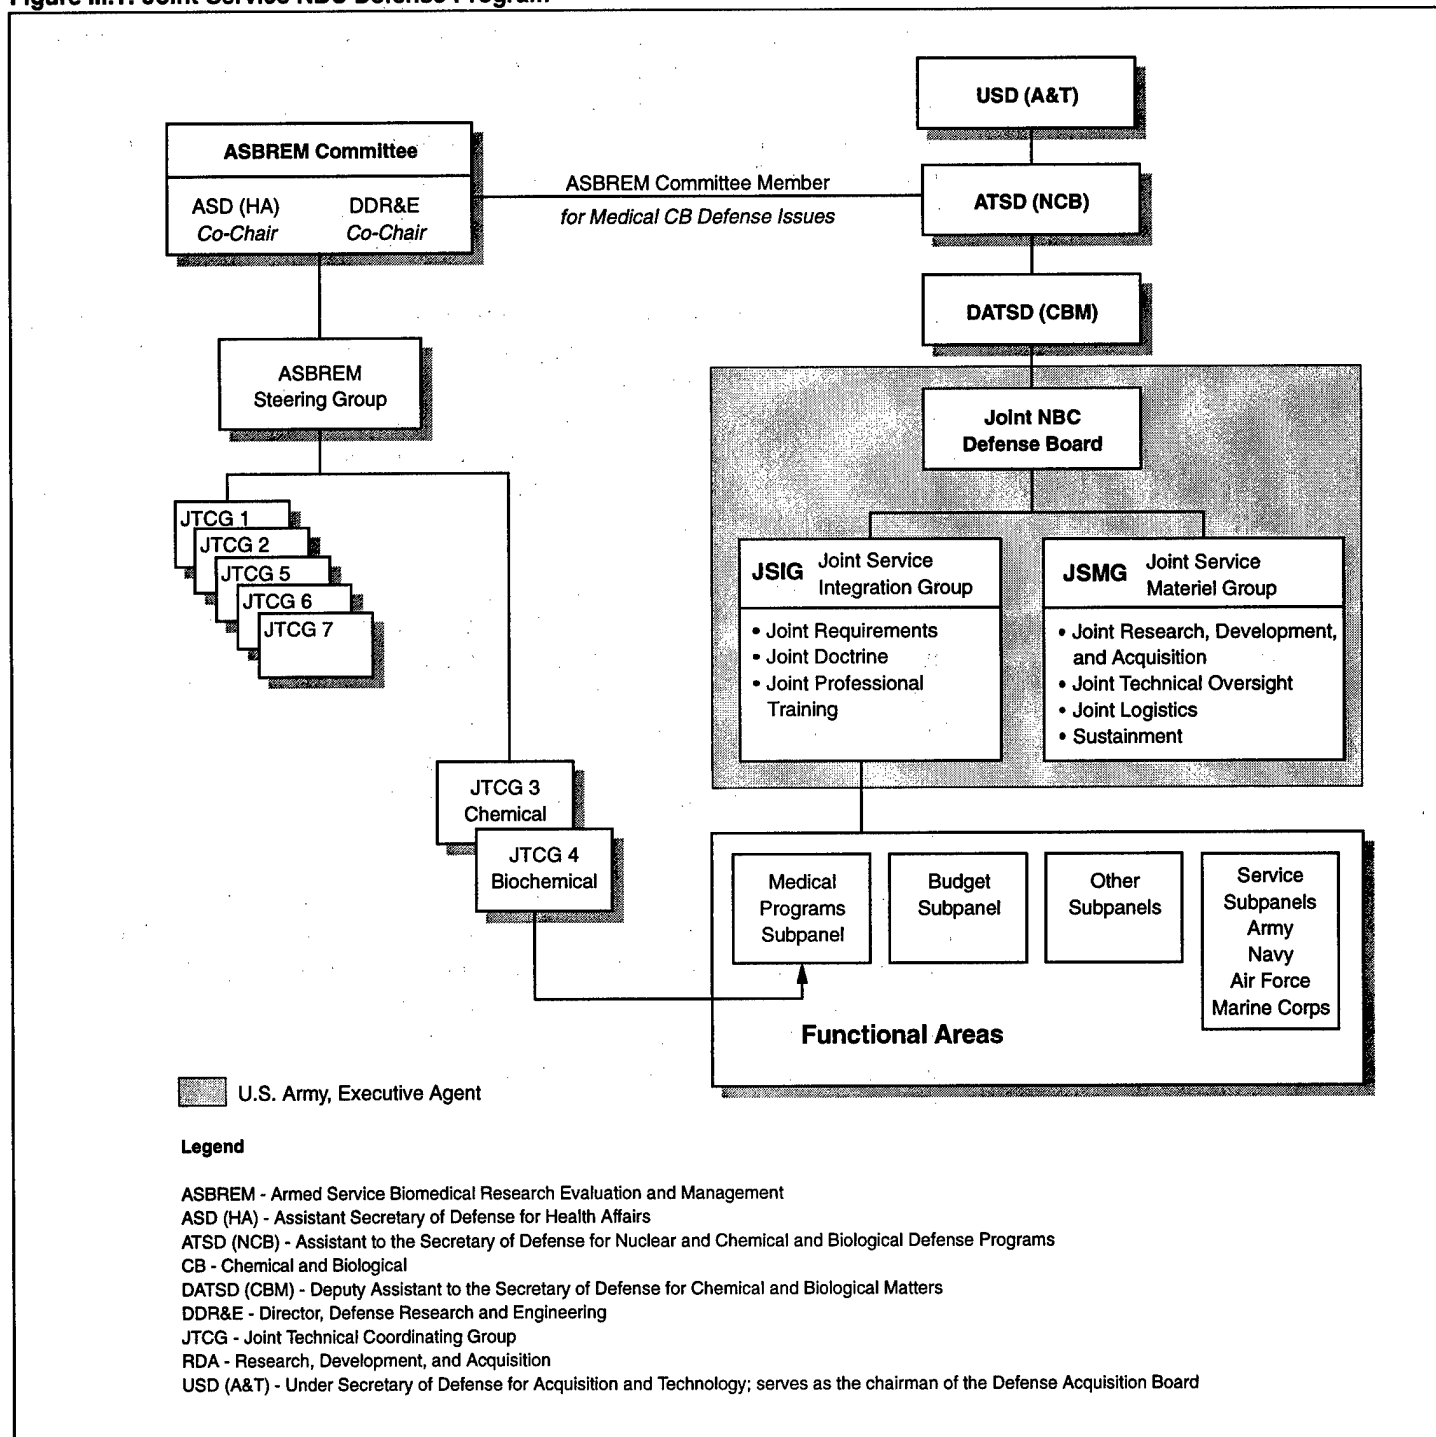 Figure III.1: Joint Service NBC Defense Program
USD (A&T)
ASBREM Committee
ASD (HA)
Co-Chair
DDR&E
Co-Chair
ASBREM Committee Member
for Medical CB Defense Issues
ATSD (NCB)
DATSD (CBM)
ASBREM
Steering Group
Joint NBC
Defense Board
JTCG 1
JTCG 2
JTCG 5
JTCG 6
JTCG 7
JSIG Joint Service
Integration Group
• Joint Requirements
• Joint Doctrine
• Joint Professional
Training
JSMG Joint Service
Materiel Group
• Joint Research, Development,
and Acquisition
• Joint Technical Oversight
• Joint Logistics
• Sustainment
JTCG 3
Chemical
JTCG 4
Biochemical
Medical
Programs
Subpanel
Budget
Subpanel
Other
Subpanels
Service
Subpanels
Army
Navy
Air Force
Marine Corps
Functional Areas
U.S. Army, Executive Agent
Legend
ASBREM - Armed Service Biomedical Research Evaluation and Management
ASD (HA) - Assistant Secretary of Defense for Health Affairs
ATSD (NCB) - Assistant to the Secretary of Defense for Nuclear and Chemical and Biological Defense Programs
CB - Chemical and Biological
DATSD (CBM) - Deputy Assistant to the Secretary of Defense for Chemical and Biological Matters
DDR&E - Director, Defense Research and Engineering
JTCG - Joint Technical Coordinating Group
RDA - Research, Development, and Acquisition
USD (A&T) - Under Secretary of Defense for Acquisition and Technology; serves as the chairman of the Defense Acquisition Board